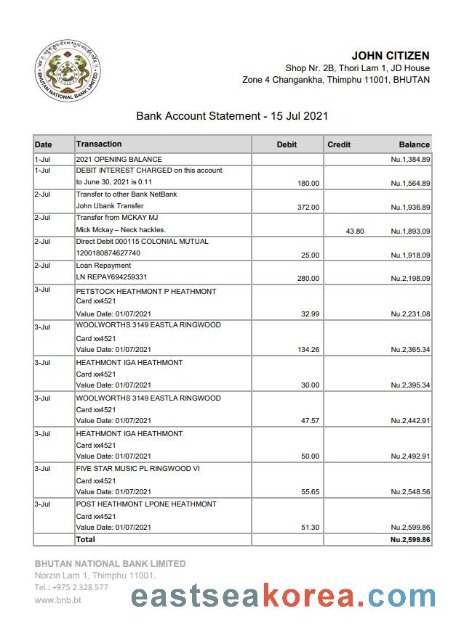 BHUTAN NATIONAL BANK LIMITED
JOHN CITIZEN
Shop Nr. 2B, Thori Lam 1, JD House
Zone 4 Changankha, Thimphu 11001, BHUTAN
Bank Account Statement - 15 Jul 2021
Date Transaction Debit Credit Balance
1-Jul 2021 OPENING BALANCE Nu.1,384.89
1-Jul DEBIT INTEREST CHARGED on this account
to June 30, 2021 is 0.11 180.00 Nu.1,564.89
2-Jul Transfer to other Bank NetBank
John Ubank Transfer 372.00 Nu.1,936.89
2-Jul Transfer from MCKAY MJ
Mick Mckay – Neck hackles. 43.80 Nu.1,893.09
2-Jul Direct Debit 000115 COLONIAL MUTUAL
1200180874627740 25.00 Nu.1,918.09
2-Jul Loan Repayment
LN REPAY694259331 280.00 Nu.2,198.09
3-Jul PETSTOCK HEATHMONT P HEATHMONT
Card xx4521
Value Date: 01/07/2021 32.99 Nu.2,231.08
3-Jul WOOLWORTHS 3149 EASTLA RINGWOOD
Card xx4521
Value Date: 01/07/2021 134.26 Nu.2,365.34
3-Jul HEATHMONT IGA HEATHMONT
Card xx4521
Value Date: 01/07/2021 30.00 Nu.2,395.34
3-Jul WOOLWORTHS 3149 EASTLA RINGWOOD
Card xx4521
Value Date: 01/07/2021 47.57 Nu.2,442.91
3-Jul HEATHMONT IGA HEATHMONT
Card xx4521
Value Date: 01/07/2021 50.00 Nu.2,492.91
3-Jul FIVE STAR MUSIC PL RINGWOOD VI
Card xx4521
Value Date: 01/07/2021 55.65 Nu.2,548.56
3-Jul POST HEATHMONT LPONE HEATHMONT
Card xx4521
Value Date: 01/07/2021 51.30 Nu.2,599.86
Total Nu.2,599.86
BHUTAN NATIONAL BANK LIMITED
Norzin Lam 1, Thimphu 11001.
Tel.: +975 2 328 577
www.bnb.bt
eastseakorea.com